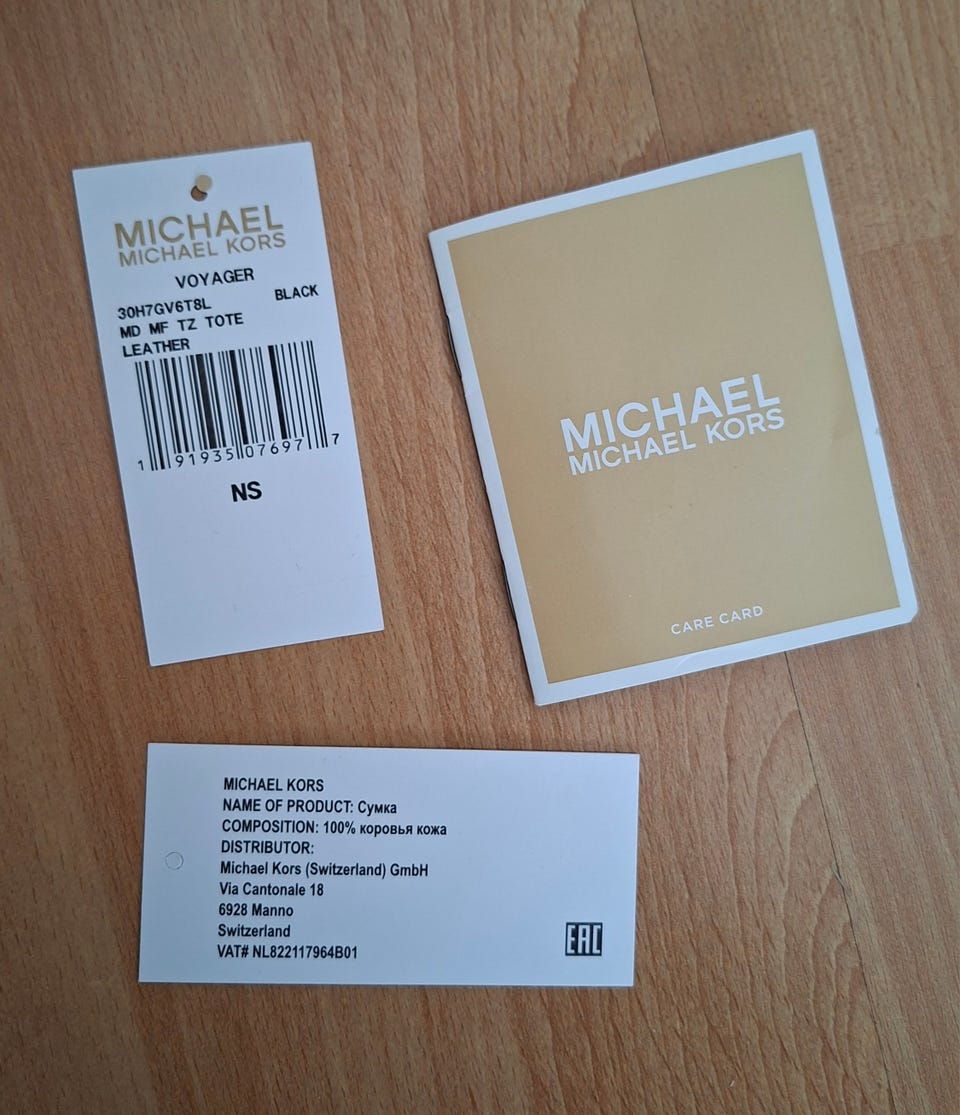 MICHAEL
MICHAEL KORS
VOYAGER
30H7GV6T8L BLACK
MD MF TZ TOTE
LEATHER
1 91935 07697 7
NS
MICHAEL
MICHAEL KORS
CARE CARD
MICHAEL KORS
NAME OF PRODUCT: Сумка
COMPOSITION: 100% коровья кожа
DISTRIBUTOR:
Michael Kors (Switzerland) GmbH
Via Cantonale 18
6928 Manno
Switzerland
VAT# NL822117964B01
EAC